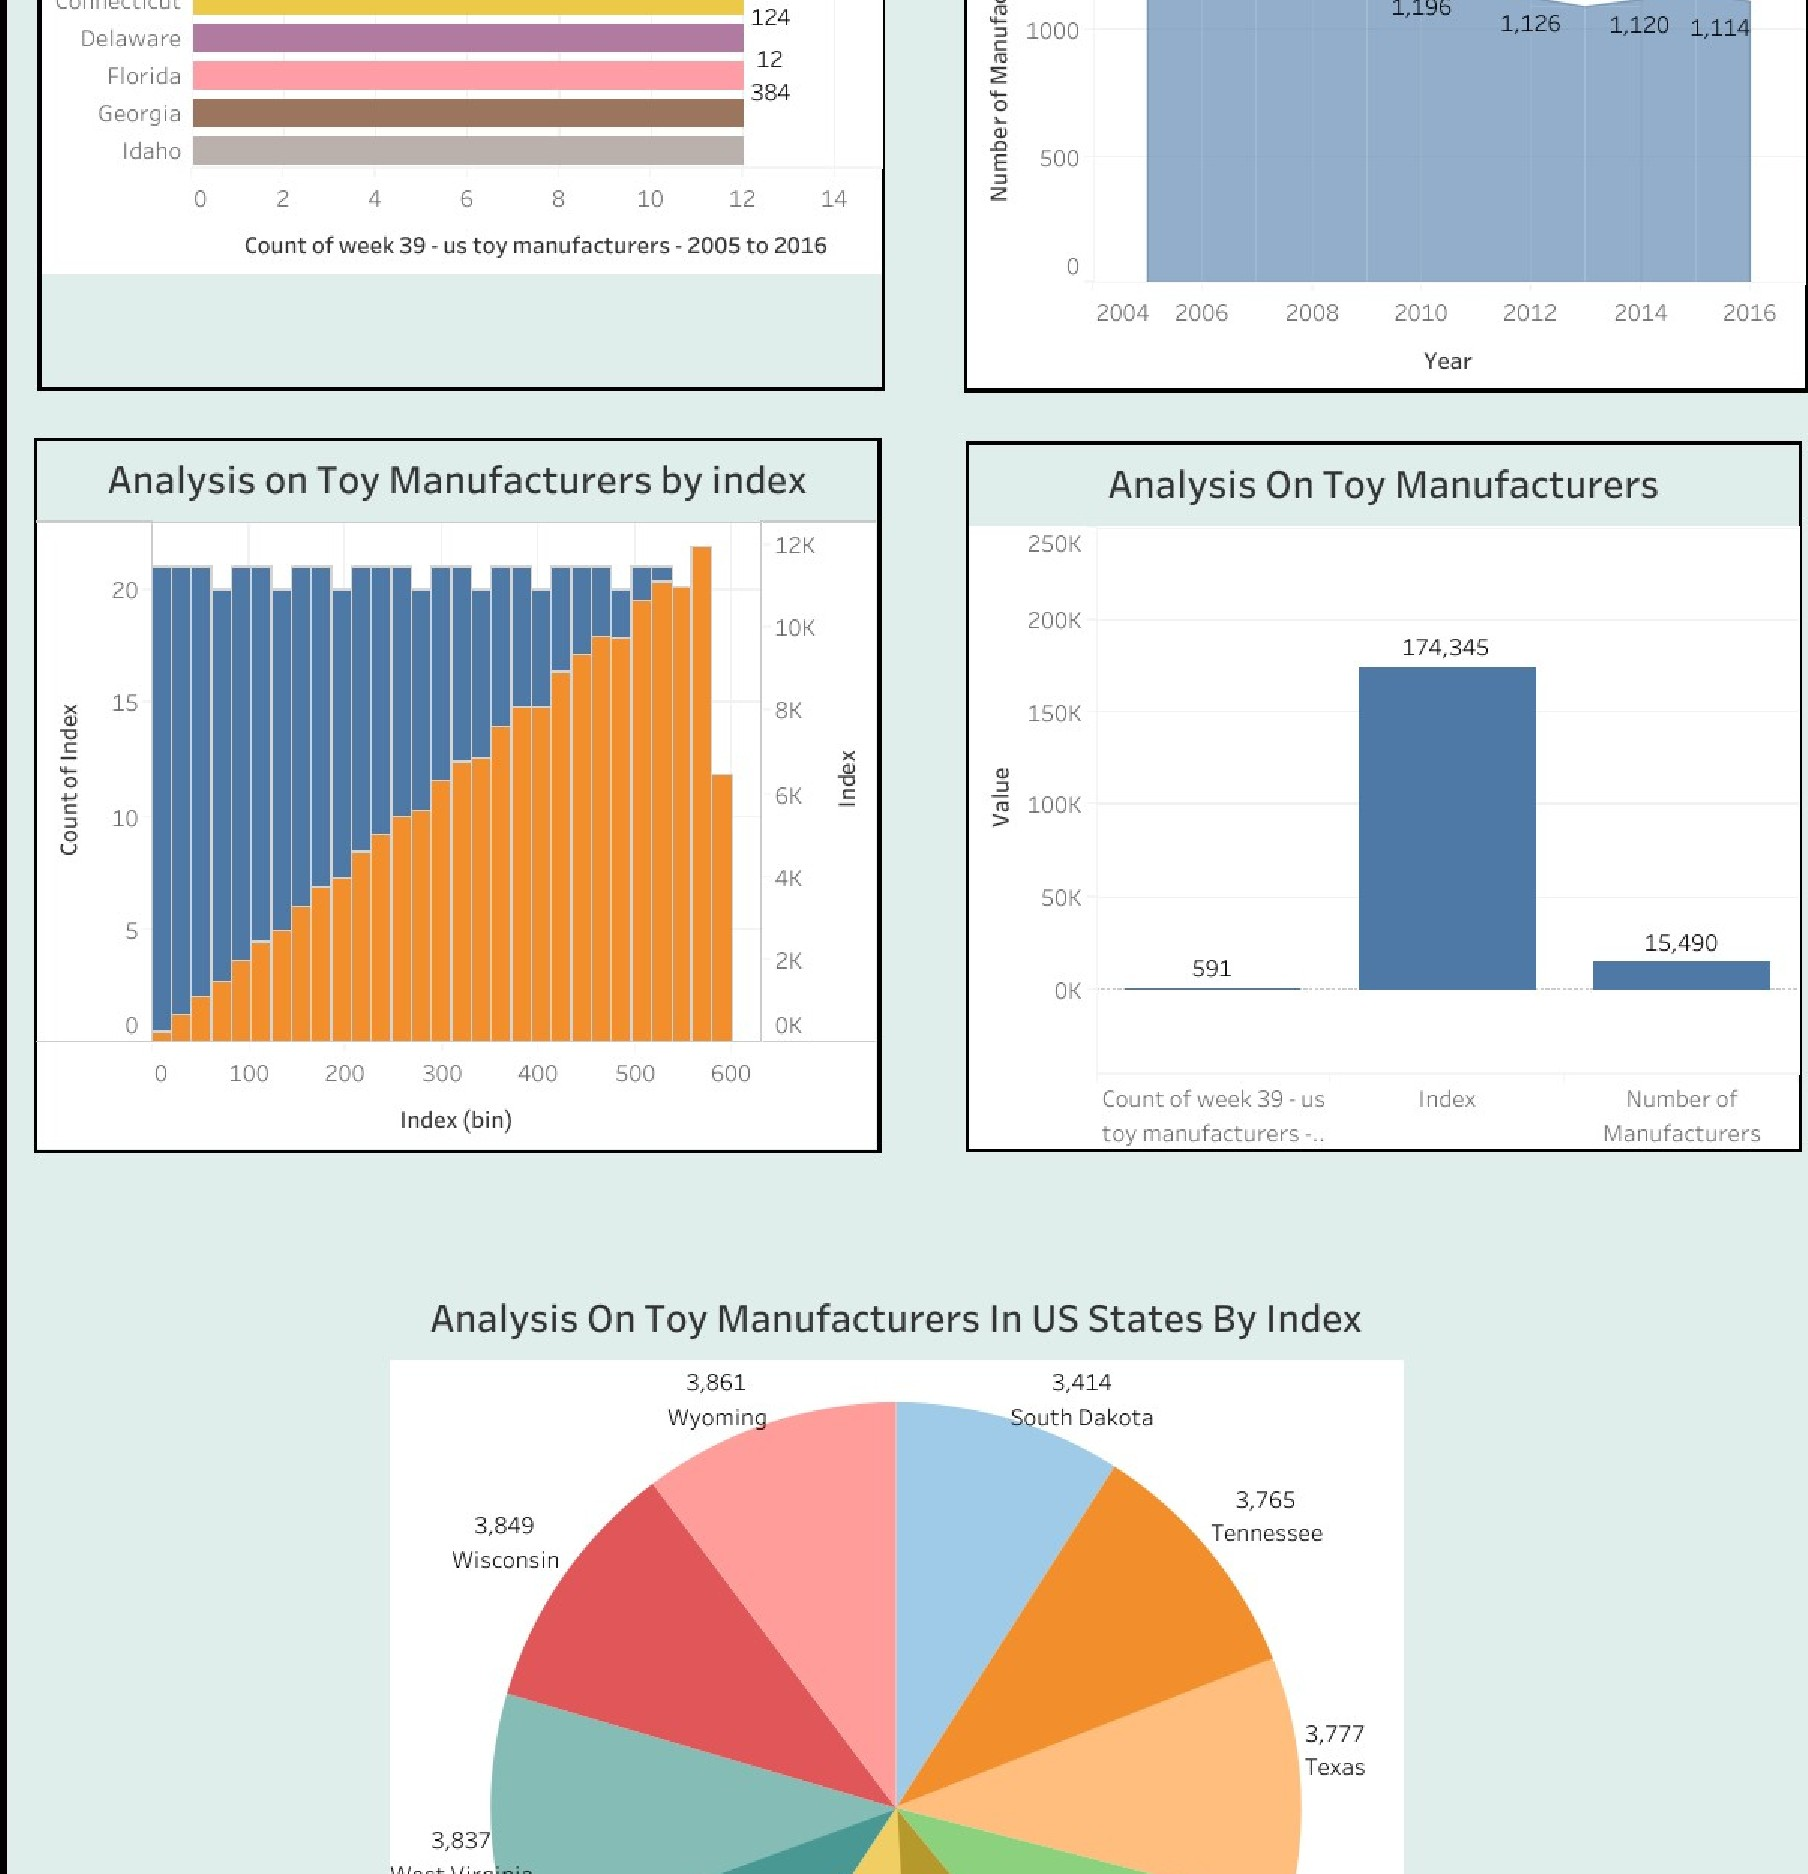 Connecticut
124
Delaware
12
Florida
384
Georgia
Idaho
0 2 4 6 8 10 12 14
Count of week 39 - us toy manufacturers - 2005 to 2016
1,196
1,126
1,120
1,114
1000
500
0
2004 2006 2008 2010 2012 2014 2016
Year
Analysis on Toy Manufacturers by index
Count of Index
20
15
10
5
0
12K
10K
8K
6K
4K
2K
0K
Index
0 100 200 300 400 500 600
Index (bin)
Analysis On Toy Manufacturers
Value
250K
200K
150K
100K
50K
0K
591
174,345
15,490
Count of week 39 - us
toy manufacturers -..
Index
Number of
Manufacturers
Analysis On Toy Manufacturers In US States By Index
3,861
Wyoming
3,414
South Dakota
3,765
Tennessee
3,849
Wisconsin
3,777
Texas
3,837
West Virginia
Number of